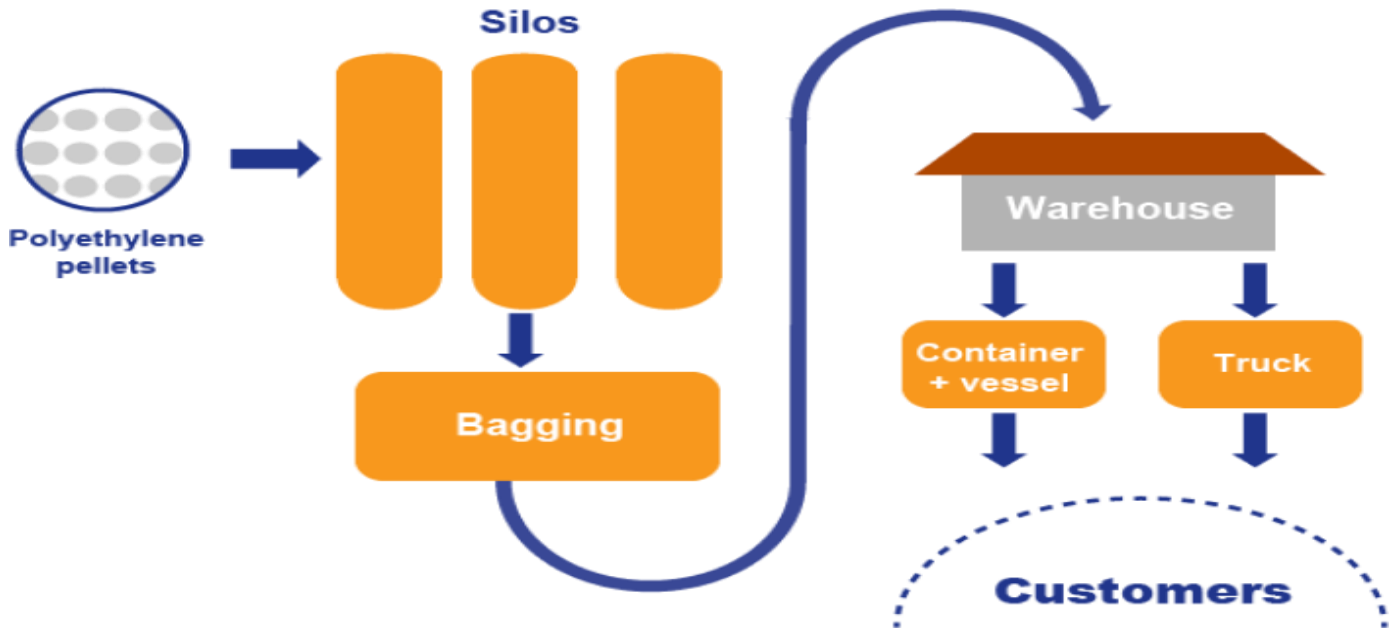 Silos
Polyethylene
pellets
Bagging
Warehouse
Container
+ vessel
Truck
Customers